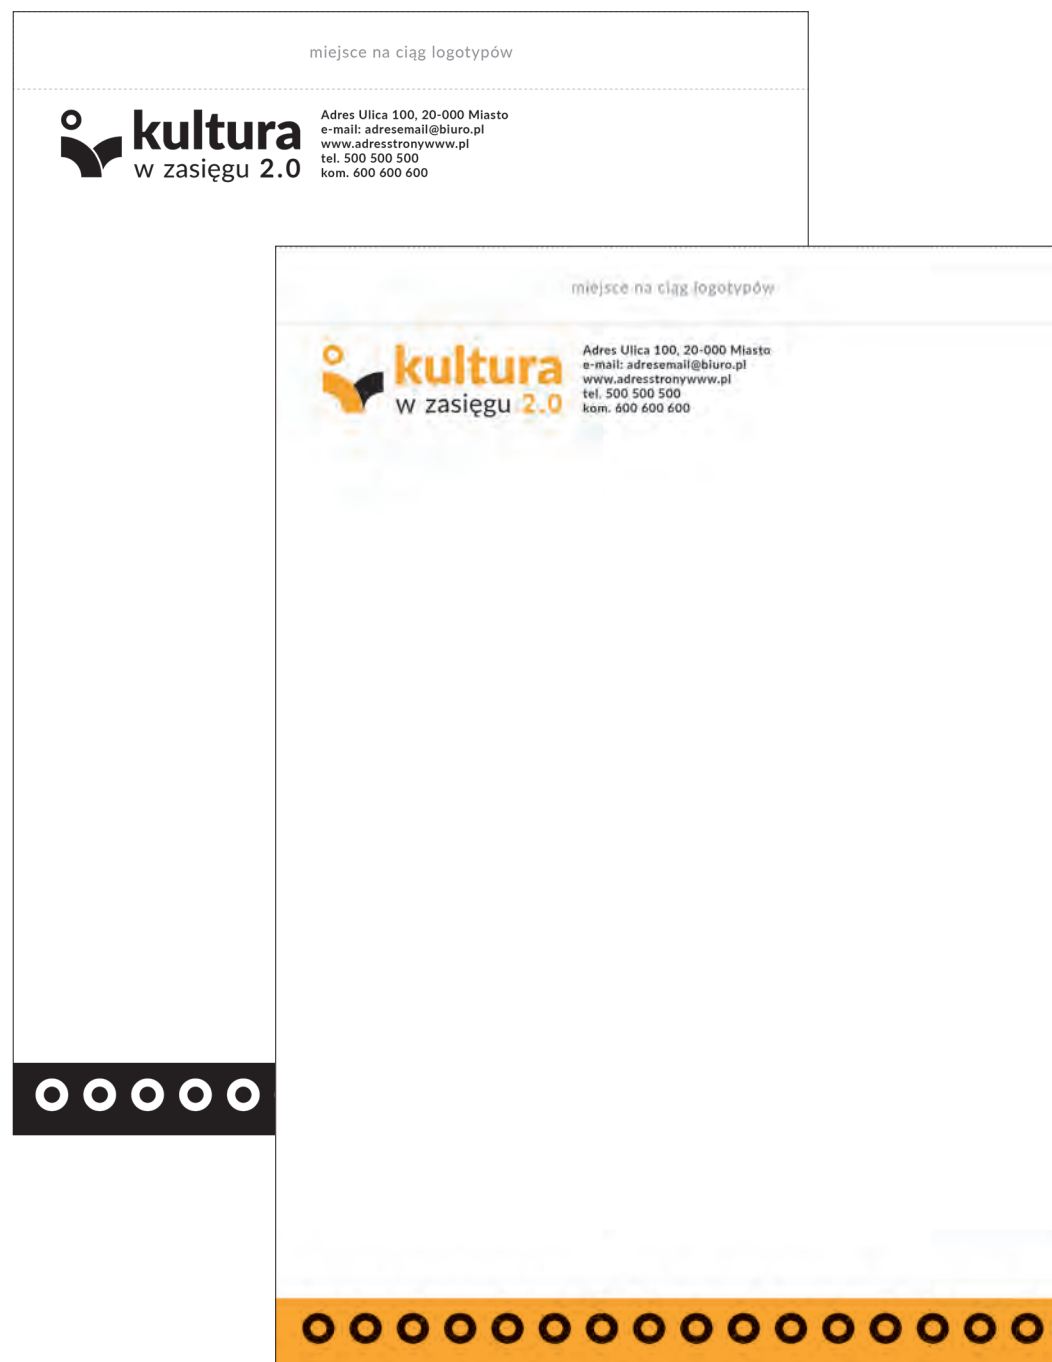 miejsce na ciąg logotypów
kultura
w zasięgu 2.0
Adres Ulica 100, 20-000 Miasto
e-mail: adresemail@biuro.pl
www.adresstronywww.pl
tel. 500 500 500
kom. 600 600 600
miejsce na ciąg logotypów
kultura
w zasięgu 2.0
Adres Ulica 100, 20-000 Miasto
e-mail: adresemail@biuro.pl
www.adresstronywww.pl
tel. 500 500 500
kom. 600 600 600